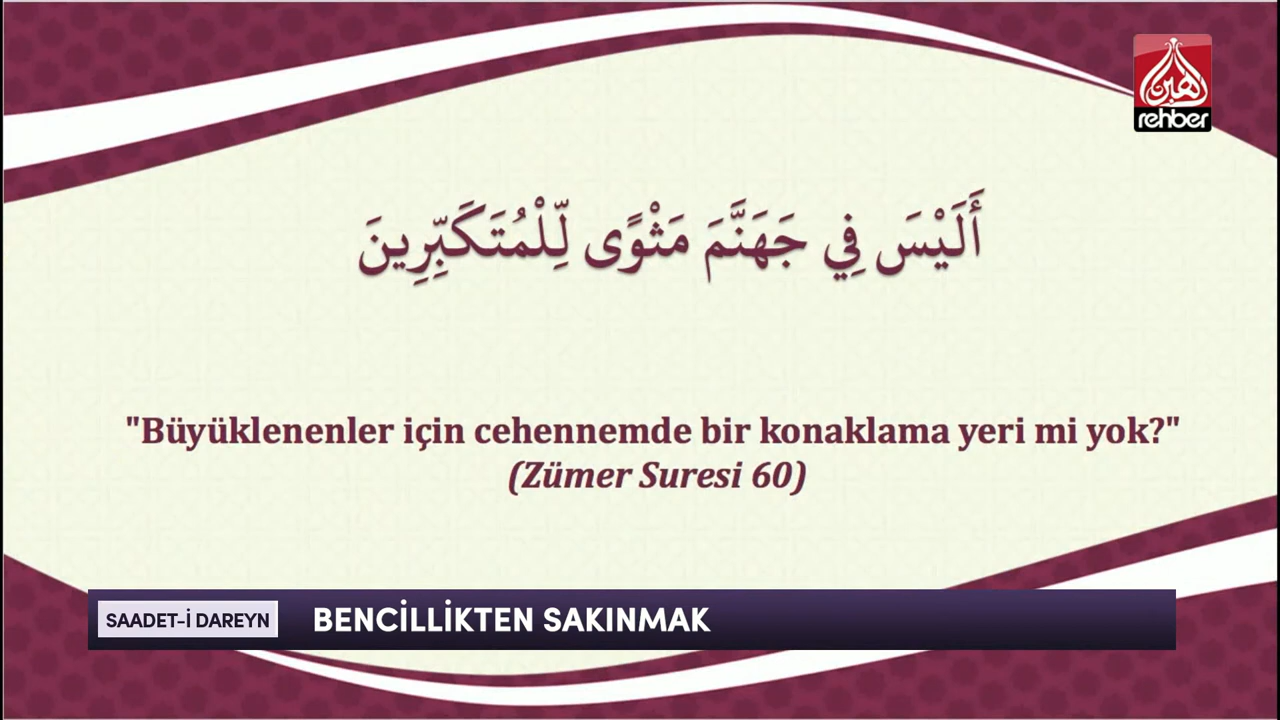 رهبر
rehber
أَلَيْسَ فِي جَهَنَّمَ مَثْوًى لِّلْمُتَكَبِّرِينَ
"Büyüklenenler için cehennemde bir konaklama yeri mi yok?"
(Zümer Suresi 60)
SAADET-İ DAREYN
BENCİLLİKTEN SAKINMAK